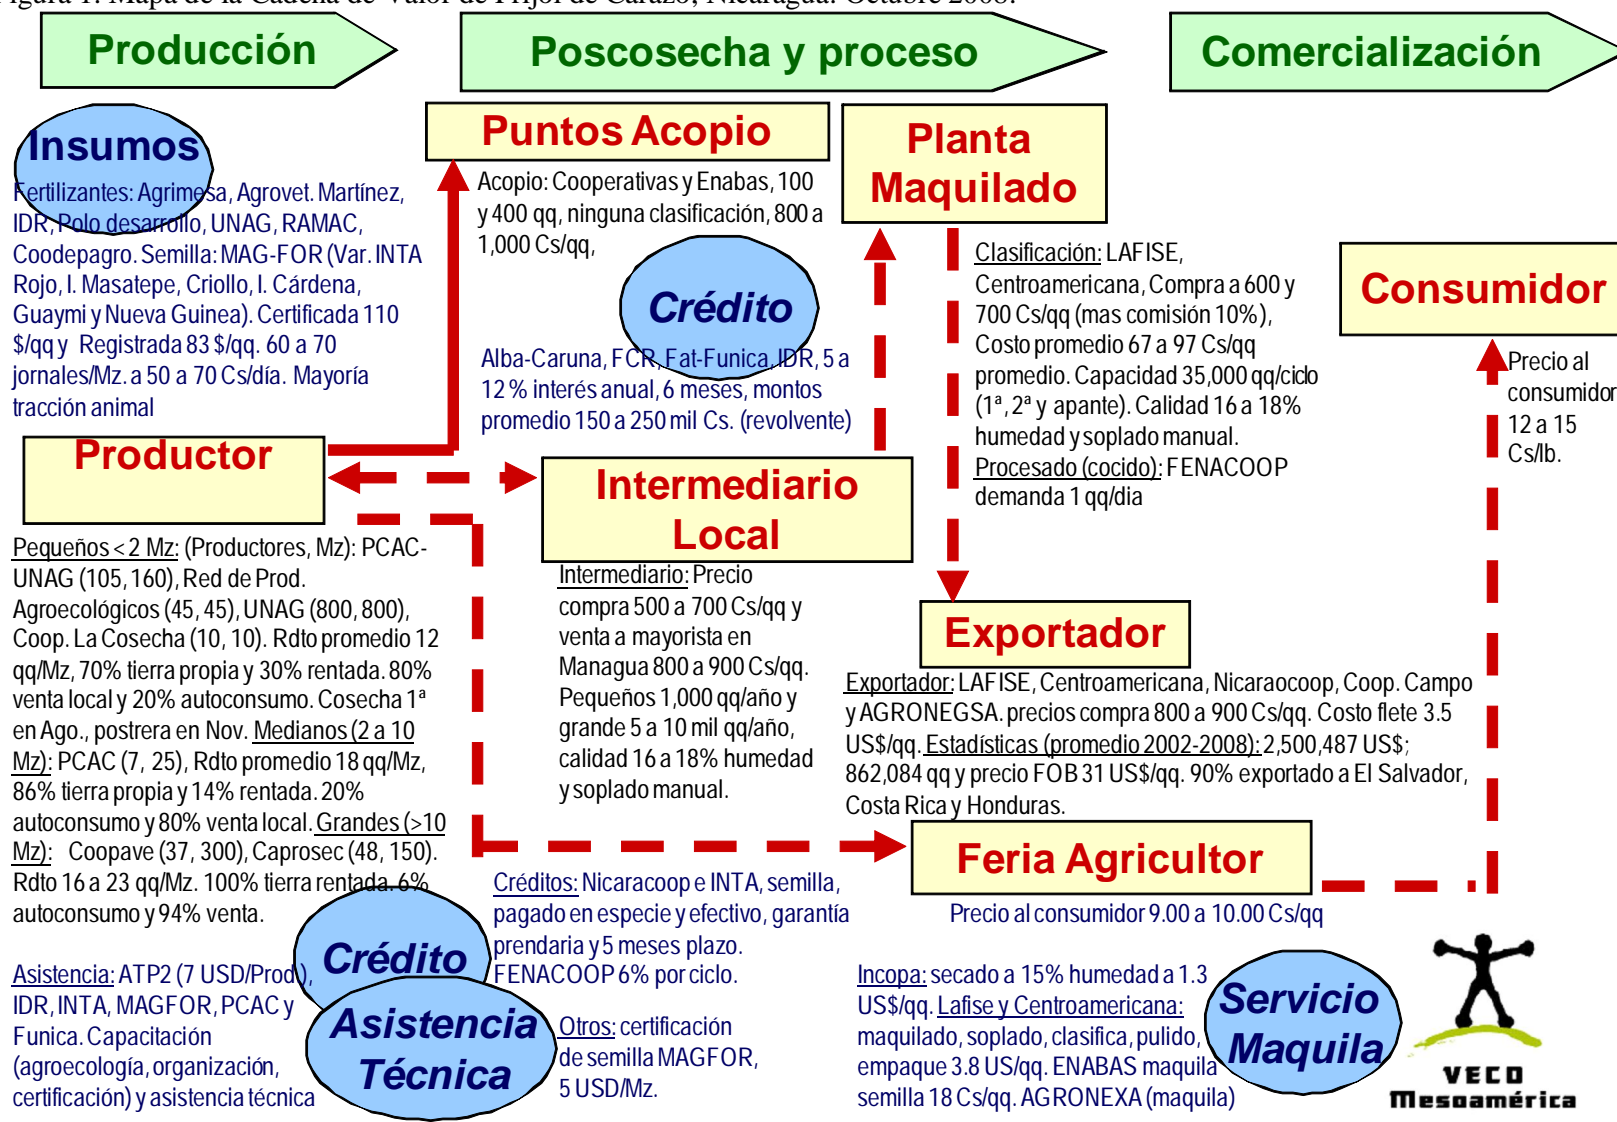 Figura 1. Mapa de la Cadena de Valor de Frijol de Carazo, Nicaragua. Octubre 2008.
Producción
Poscosecha y proceso
Comercialización
Insumos
Fertilizantes: Agrimesa, Agrovet. Martínez,
IDR, Polo desarrollo, UNAG, RAMAC,
Coodepagro. Semilla: MAG-FOR (Var. INTA
Rojo, I. Masatepe, Criollo, I. Cárdena,
Guaymi y Nueva Guinea). Certificada 110
$/qq y Registrada 83 $/qq. 60 a 70
jornales/Mz. a 50 a 70 Cs/día. Mayoría
tracción animal
Puntos Acopio
Acopio: Cooperativas y Enabas, 100
y 400 qq, ninguna clasificación, 800 a
1,000 Cs/qq,
Crédito
Alba-Caruna, FCR, Fat-Funica, IDR, 5 a
12 % interés anual, 6 meses, montos
promedio 150 a 250 mil Cs. (revolvente)
Planta
Maquilado
Clasificación: LAFISE,
Centroamericana, Compra a 600 y
700 Cs/qq (mas comisión 10%),
Costo promedio 67 a 97 Cs/qq
promedio. Capacidad 35,000 qq/ciclo
(1ª, 2ª y apante). Calidad 16 a 18%
humedad y soplado manual.
Procesado (cocido): FENACOOP
demanda 1 qq/dia
Consumidor
Precio al
consumidor
12 a 15
Cs/lb.
Productor
Pequeños < 2 Mz: (Productores, Mz): PCAC-
UNAG (105, 160), Red de Prod.
Agroecológicos (45, 45), UNAG (800, 800),
Coop. La Cosecha (10, 10). Rdto promedio 12
qq/Mz, 70% tierra propia y 30% rentada. 80%
venta local y 20% autoconsumo. Cosecha 1ª
en Ago., postrera en Nov. Medianos (2 a 10
Mz): PCAC (7, 25), Rdto promedio 18 qq/Mz,
86% tierra propia y 14% rentada. 20%
autoconsumo y 80% venta local. Grandes (>10
Mz): Coopave (37, 300), Caprosec (48, 150).
Rdto 16 a 23 qq/Mz. 100% tierra rentada. 6%
autoconsumo y 94% venta.
Intermediario
Local
Intermediario: Precio
compra 500 a 700 Cs/qq y
venta a mayorista en
Managua 800 a 900 Cs/qq.
Pequeños 1,000 qq/año y
grande 5 a 10 mil qq/año,
calidad 16 a 18% humedad
y soplado manual.
Exportador
Exportador: LAFISE, Centroamericana, Nicaraocoop, Coop. Campo
y AGRONEGSA. precios compra 800 a 900 Cs/qq. Costo flete 3.5
US$/qq. Estadísticas (promedio 2002-2008): 2,500,487 US$;
862,084 qq y precio FOB 31 US$/qq. 90% exportado a El Salvador,
Costa Rica y Honduras.
Feria Agricultor
Precio al consumidor 9.00 a 10.00 Cs/qq
Crédito
Créditos: Nicaracoop e INTA, semilla,
pagado en especie y efectivo, garantía
prendaria y 5 meses plazo.
FENACOOP 6% por ciclo.
Asistencia: ATP2 (7 USD/Prod.),
IDR, INTA, MAGFOR, PCAC y
Funica. Capacitación
(agroecología, organización,
certificación) y asistencia técnica
Asistencia
Técnica
Otros: certificación
de semilla MAGFOR,
5 USD/Mz.
Incopa: secado a 15% humedad a 1.3
US$/qq. Lafise y Centroamericana:
maquilado, soplado, clasifica, pulido,
empaque 3.8 US/qq. ENABAS maquila
semilla 18 Cs/qq. AGRONEXA (maquila)
Servicio
Maquila
VECO
Mesoamérica